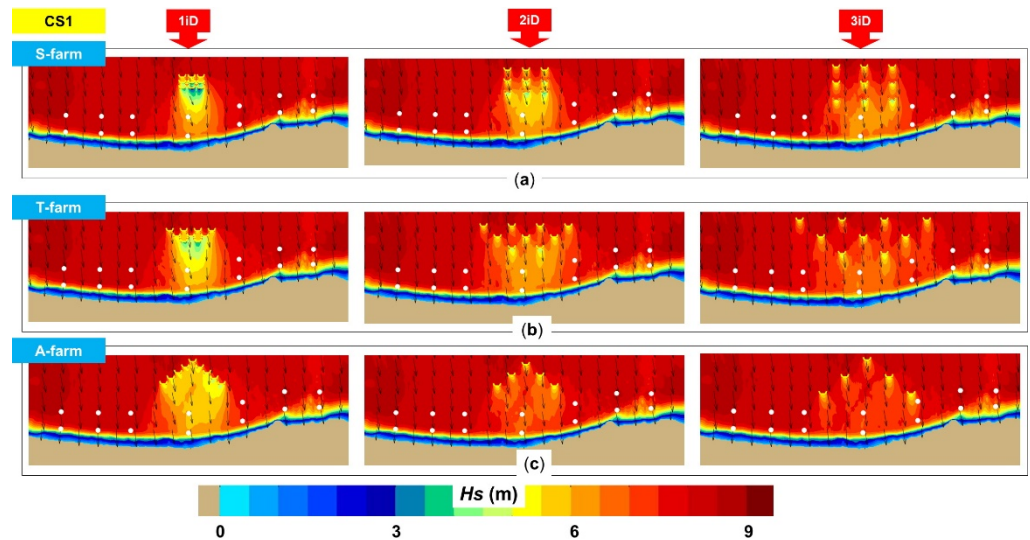 CS1 1iD 2iD 3iD
S-farm
(a)
T-farm
(b)
A-farm
(c)
Hs (m)
0 3 6 9